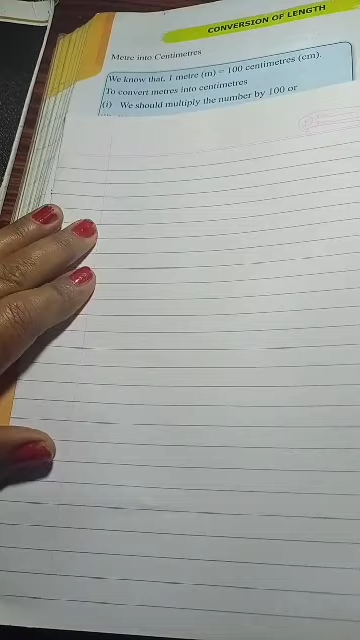 CONVERSION OF LENGTH
Metre into Centimetres
We know that, 1 metre (m) = 100 centimetres (cm).
To convert metres into centimetres
(i) We should multiply the number by 100 or